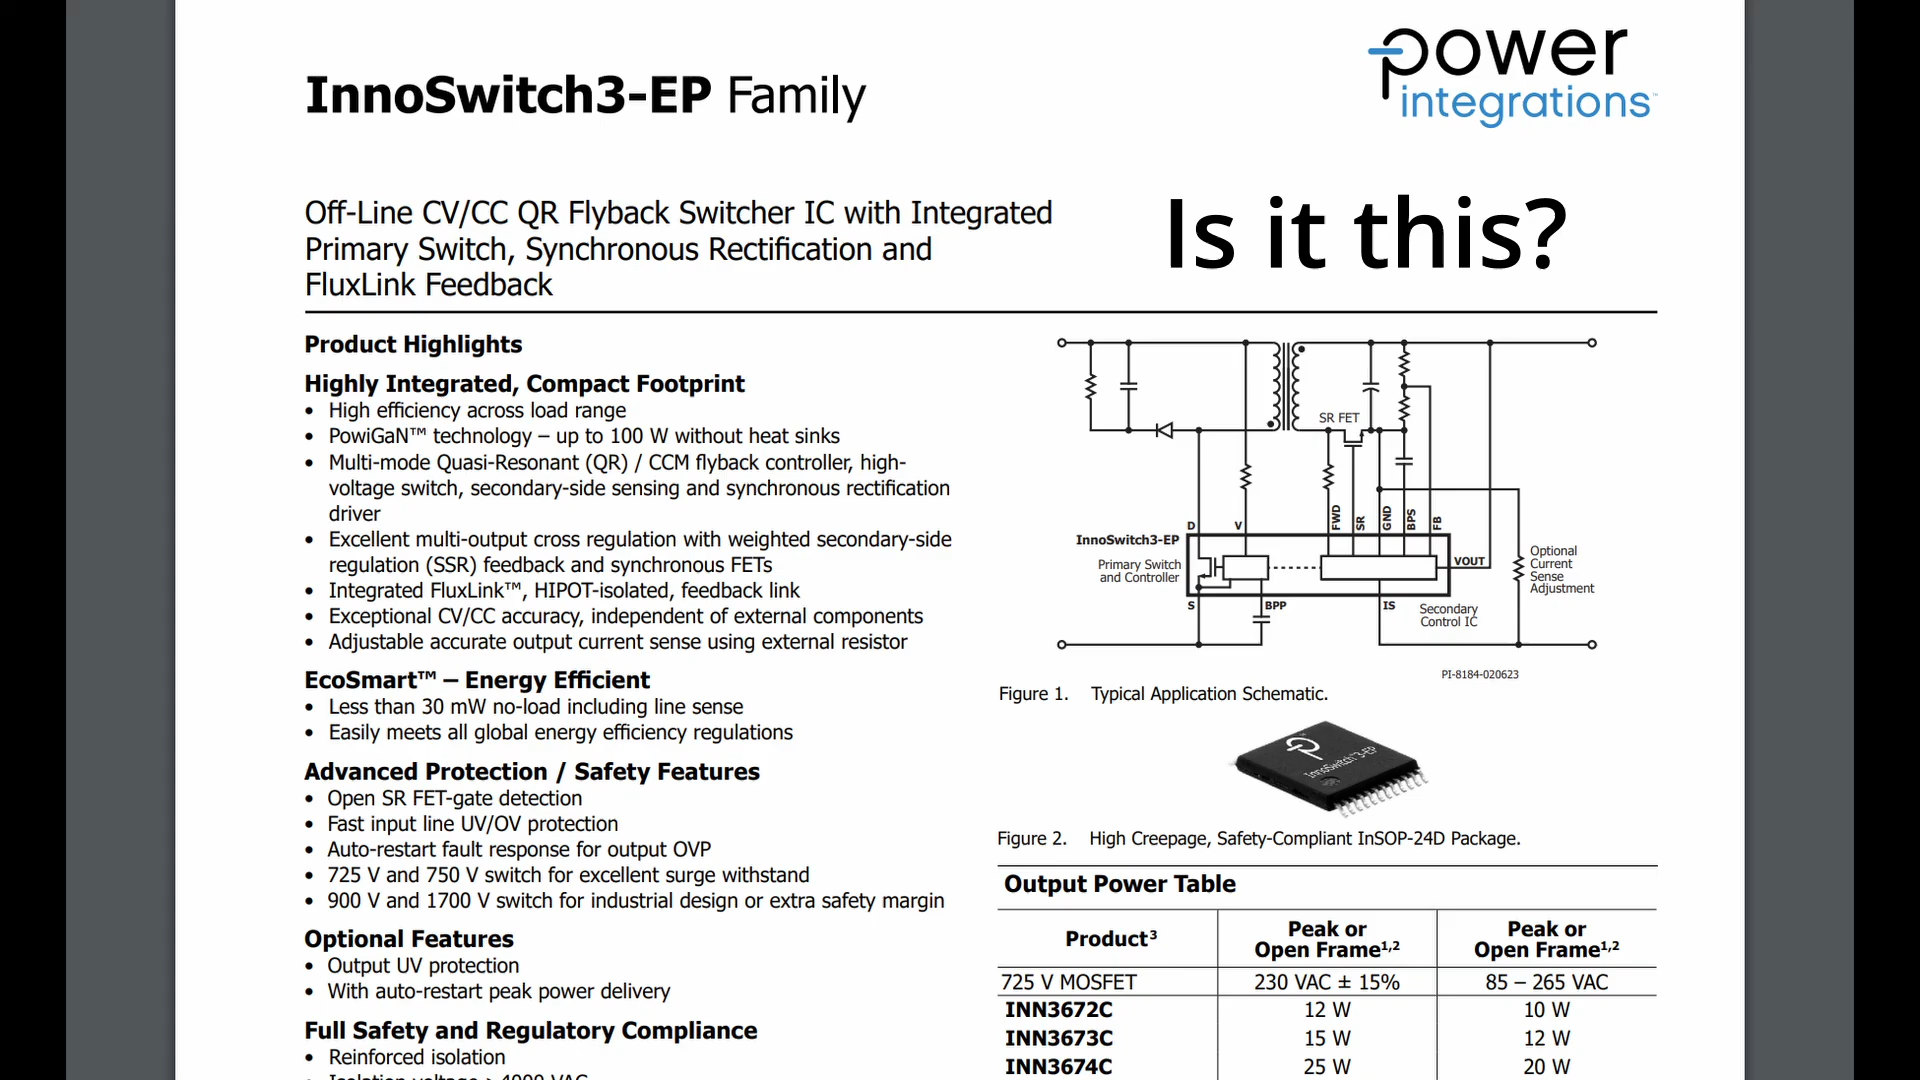 power
integrations™
InnoSwitch3-EP Family
Off-Line CV/CC QR Flyback Switcher IC with Integrated
Primary Switch, Synchronous Rectification and
FluxLink Feedback
Is it this?
Product Highlights
Highly Integrated, Compact Footprint
• High efficiency across load range
• PowiGaN™ technology – up to 100 W without heat sinks
• Multi-mode Quasi-Resonant (QR) / CCM flyback controller, high-
voltage switch, secondary-side sensing and synchronous rectification
driver
• Excellent multi-output cross regulation with weighted secondary-side
regulation (SSR) feedback and synchronous FETs
• Integrated FluxLink™, HIPOT-isolated, feedback link
• Exceptional CV/CC accuracy, independent of external components
• Adjustable accurate output current sense using external resistor
EcoSmart™ – Energy Efficient
• Less than 30 mW no-load including line sense
• Easily meets all global energy efficiency regulations
Advanced Protection / Safety Features
• Open SR FET-gate detection
• Fast input line UV/OV protection
• Auto-restart fault response for output OVP
• 725 V and 750 V switch for excellent surge withstand
• 900 V and 1700 V switch for industrial design or extra safety margin
Optional Features
• Output UV protection
• With auto-restart peak power delivery
Full Safety and Regulatory Compliance
• Reinforced isolation
• Isolation voltage > 4000 VAC
SR FET
D
V
FWD
SR
GND
BPS
FB
InnoSwitch3-EP
Primary Switch
and Controller
VOUT
Optional
Current
Sense
Adjustment
S
BPP
IS
Secondary
Control IC
PI-8184-020623
Figure 1. Typical Application Schematic.
InnoSwitch™3-EP
Figure 2. High Creepage, Safety-Compliant InSOP-24D Package.
Output Power Table
Product³
Peak or
Open Frame¹,²
Peak or
Open Frame¹,²
725 V MOSFET 230 VAC ± 15% 85 – 265 VAC
INN3672C 12 W 10 W
INN3673C 15 W 12 W
INN3674C 25 W 20 W